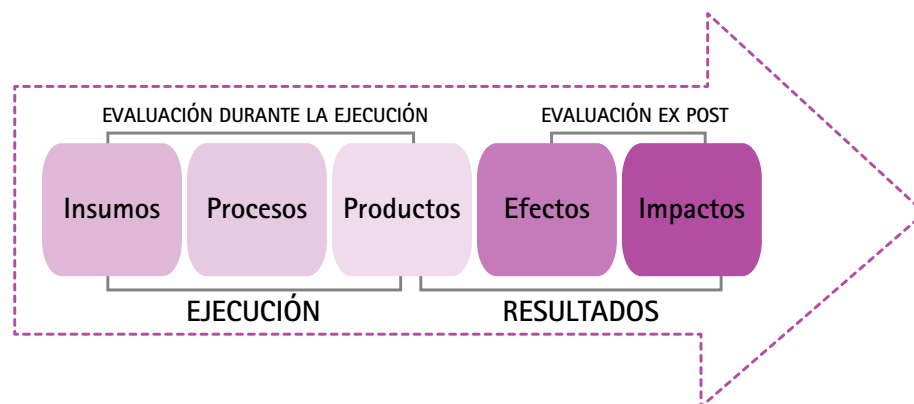 EVALUACIÓN DURANTE LA EJECUCIÓN
EVALUACIÓN EX POST
Insumos
Procesos
Productos
Efectos
Impactos
EJECUCIÓN
RESULTADOS